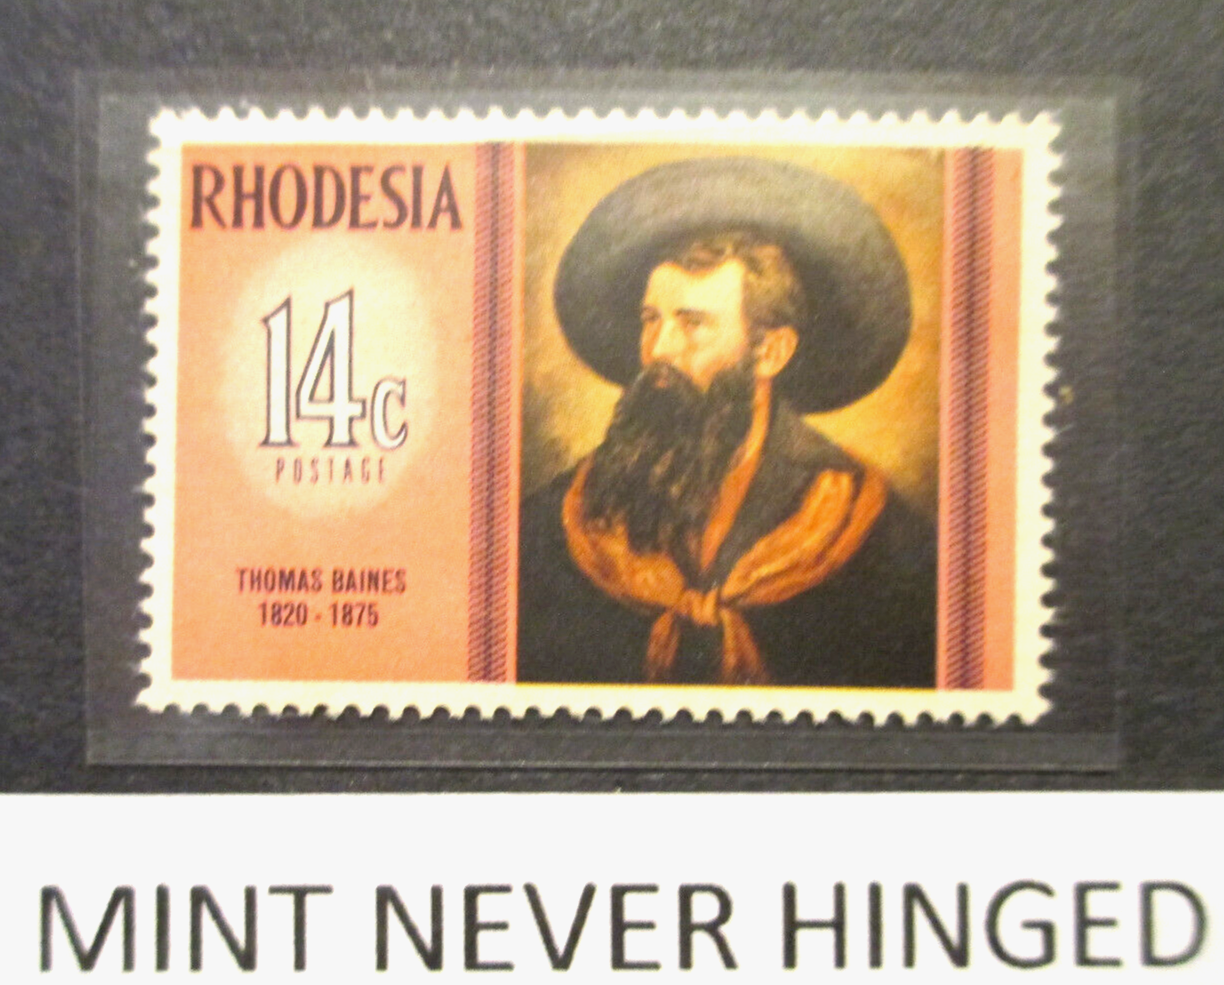 RHODESIA
14c
POSTAGE
THOMAS BAINES
1820 - 1875
MINT NEVER HINGED